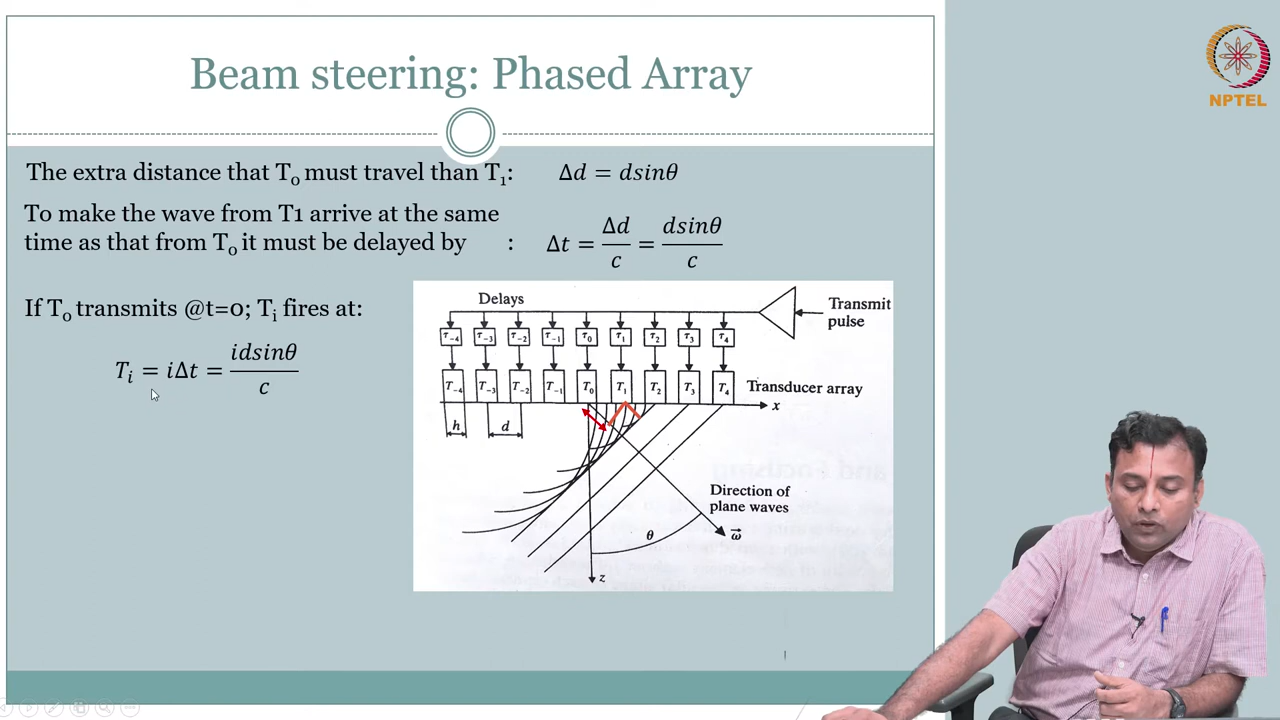 Beam steering: Phased Array
NPTEL
The extra distance that T₀ must travel than T₁: Δd = dsinθ
To make the wave from T1 arrive at the same
time as that from T₀ it must be delayed by : Δt = Δd/c = dsinθ/c
If T₀ transmits @t=0; Tᵢ fires at:
Tᵢ = iΔt = idsinθ/c
Delays
Transmit
pulse
τ₋₄ τ₋₃ τ₋₂ τ₋₁ τ₀ τ₁ τ₂ τ₃ τ₄
T₋₄ T₋₃ T₋₂ T₋₁ T₀ T₁ T₂ T₃ T₄ Transducer array
x
h d
Direction of
plane waves
θ ω⃗
z